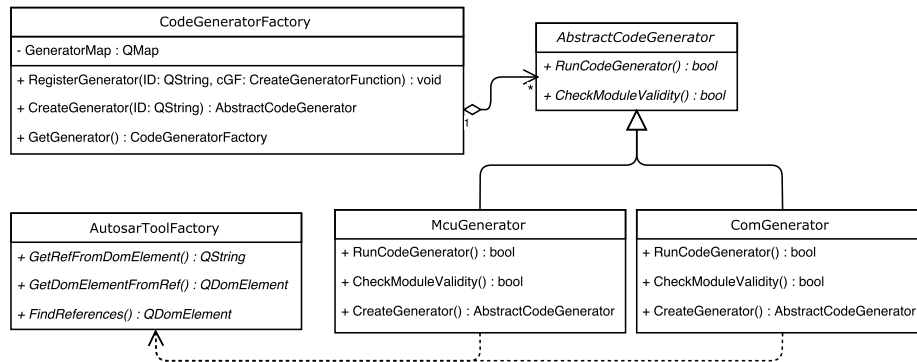 CodeGeneratorFactory
- GeneratorMap : QMap
+ RegisterGenerator(ID: QString, cGF: CreateGeneratorFunction) : void
+ CreateGenerator(ID: QString) : AbstractCodeGenerator
+ GetGenerator() : CodeGeneratorFactory
1
*
AbstractCodeGenerator
+ RunCodeGenerator() : bool
+ CheckModuleValidity() : bool
AutosarToolFactory
+ GetRefFromDomElement() : QString
+ GetDomElementFromRef() : QDomElement
+ FindReferences() : QDomElement
McuGenerator
+ RunCodeGenerator() : bool
+ CheckModuleValidity() : bool
+ CreateGenerator() : AbstractCodeGenerator
ComGenerator
+ RunCodeGenerator() : bool
+ CheckModuleValidity() : bool
+ CreateGenerator() : AbstractCodeGenerator